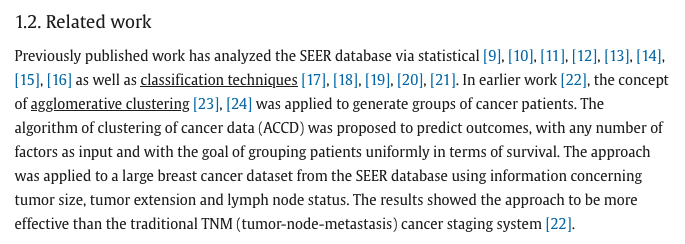 1.2. Related work
Previously published work has analyzed the SEER database via statistical [9], [10], [11], [12], [13], [14],
[15], [16] as well as classification techniques [17], [18], [19], [20], [21]. In earlier work [22], the concept
of agglomerative clustering [23], [24] was applied to generate groups of cancer patients. The
algorithm of clustering of cancer data (ACCD) was proposed to predict outcomes, with any number of
factors as input and with the goal of grouping patients uniformly in terms of survival. The approach
was applied to a large breast cancer dataset from the SEER database using information concerning
tumor size, tumor extension and lymph node status. The results showed the approach to be more
effective than the traditional TNM (tumor-node-metastasis) cancer staging system [22].